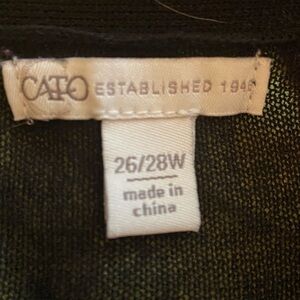 CATO ESTABLISHED 1946
26/28W
made in
china